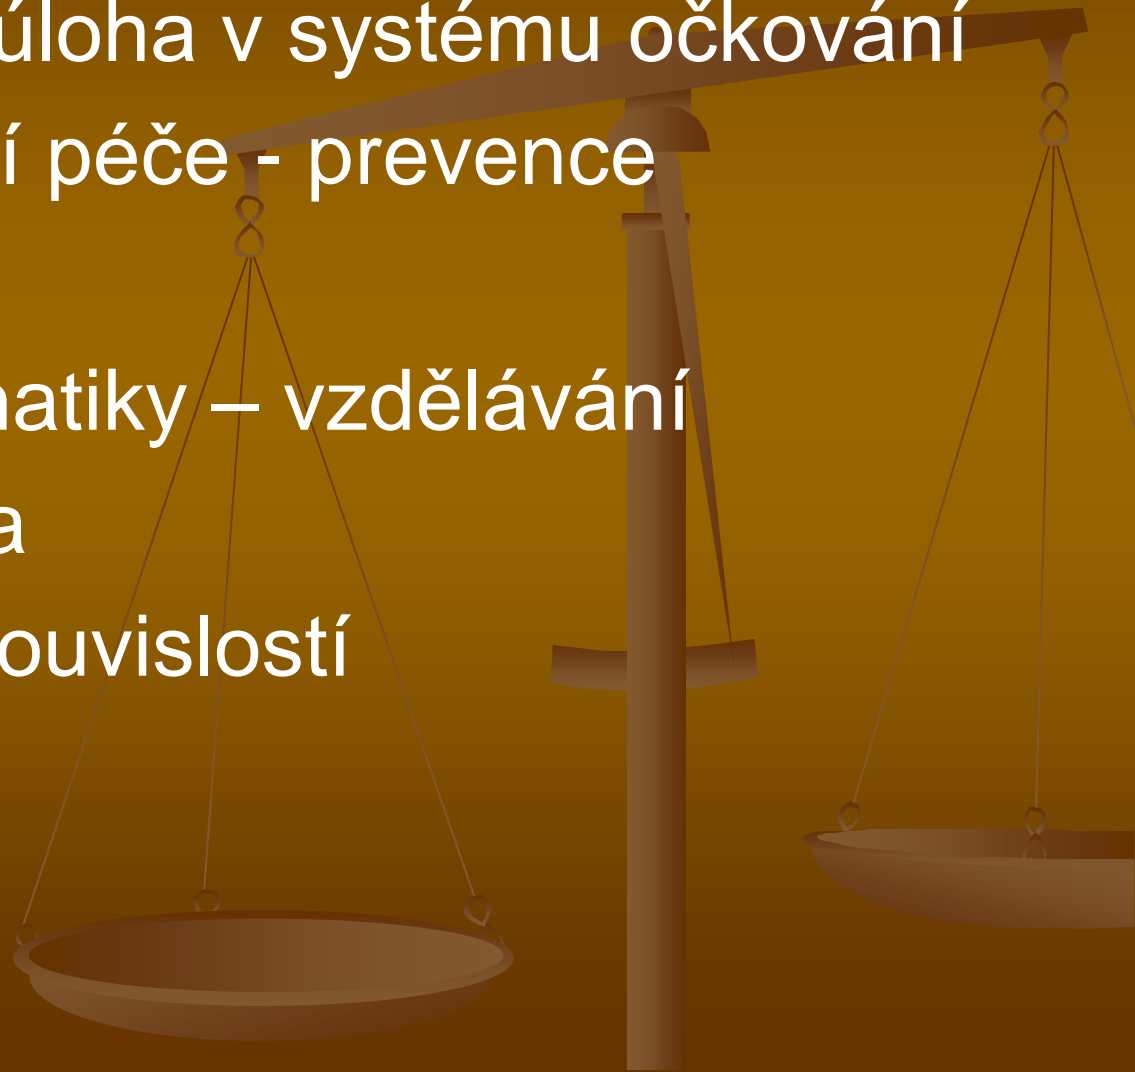 úloha v systému očkování
í péče - prevence
atiky – vzdělávání
a
ouvislostí